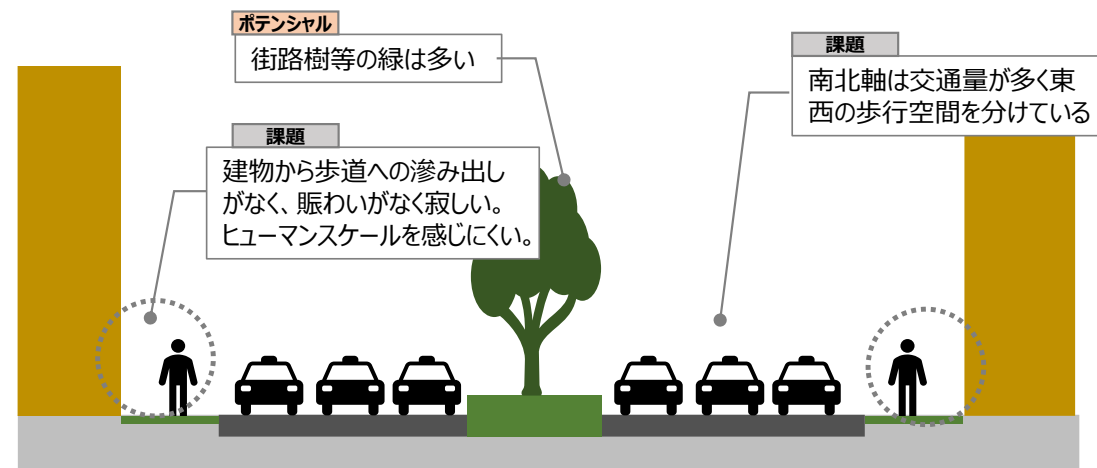 ポテンシャル
街路樹等の緑は多い
課題
建物から歩道への滲み出し
がなく、賑わいがなく寂しい。
ヒューマンスケールを感じにくい。
課題
南北軸は交通量が多く東
西の歩行空間を分けている